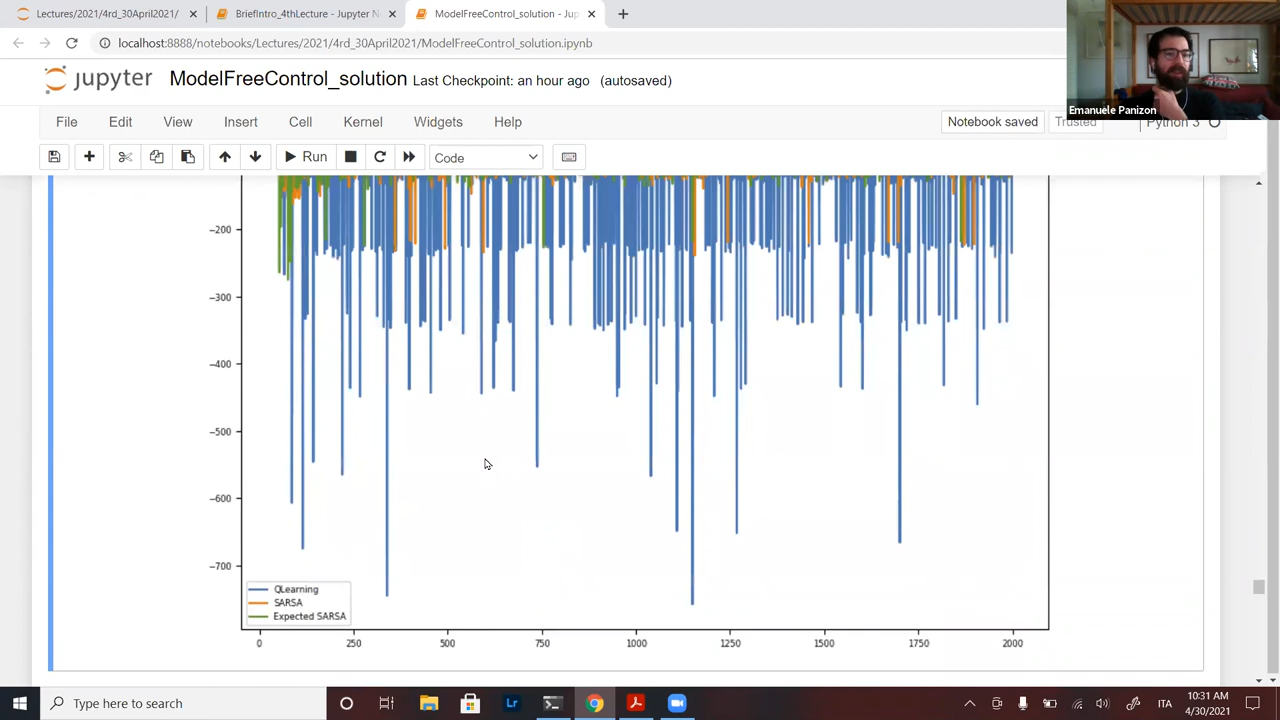 Lectures/2021/4rd_30April2021/
BriefIntro_4thLecture - Jupyter N
ModelFreeControl_solution - Jup
localhost:8888/notebooks/Lectures/2021/4rd_30April2021/ModelFreeControl_solution.ipynb
jupyter ModelFreeControl_solution Last Checkpoint: an hour ago (autosaved)
Emanuele Panizon
File Edit View Insert Cell Kernel Widgets Help
Notebook saved Trusted Python 3
Run Code
−200
−300
−400
−500
−600
−700
QLearning
SARSA
Expected SARSA
0 250 500 750 1000 1250 1500 1750 2000
Type here to search
Lr
ITA
10:31 AM
4/30/2021